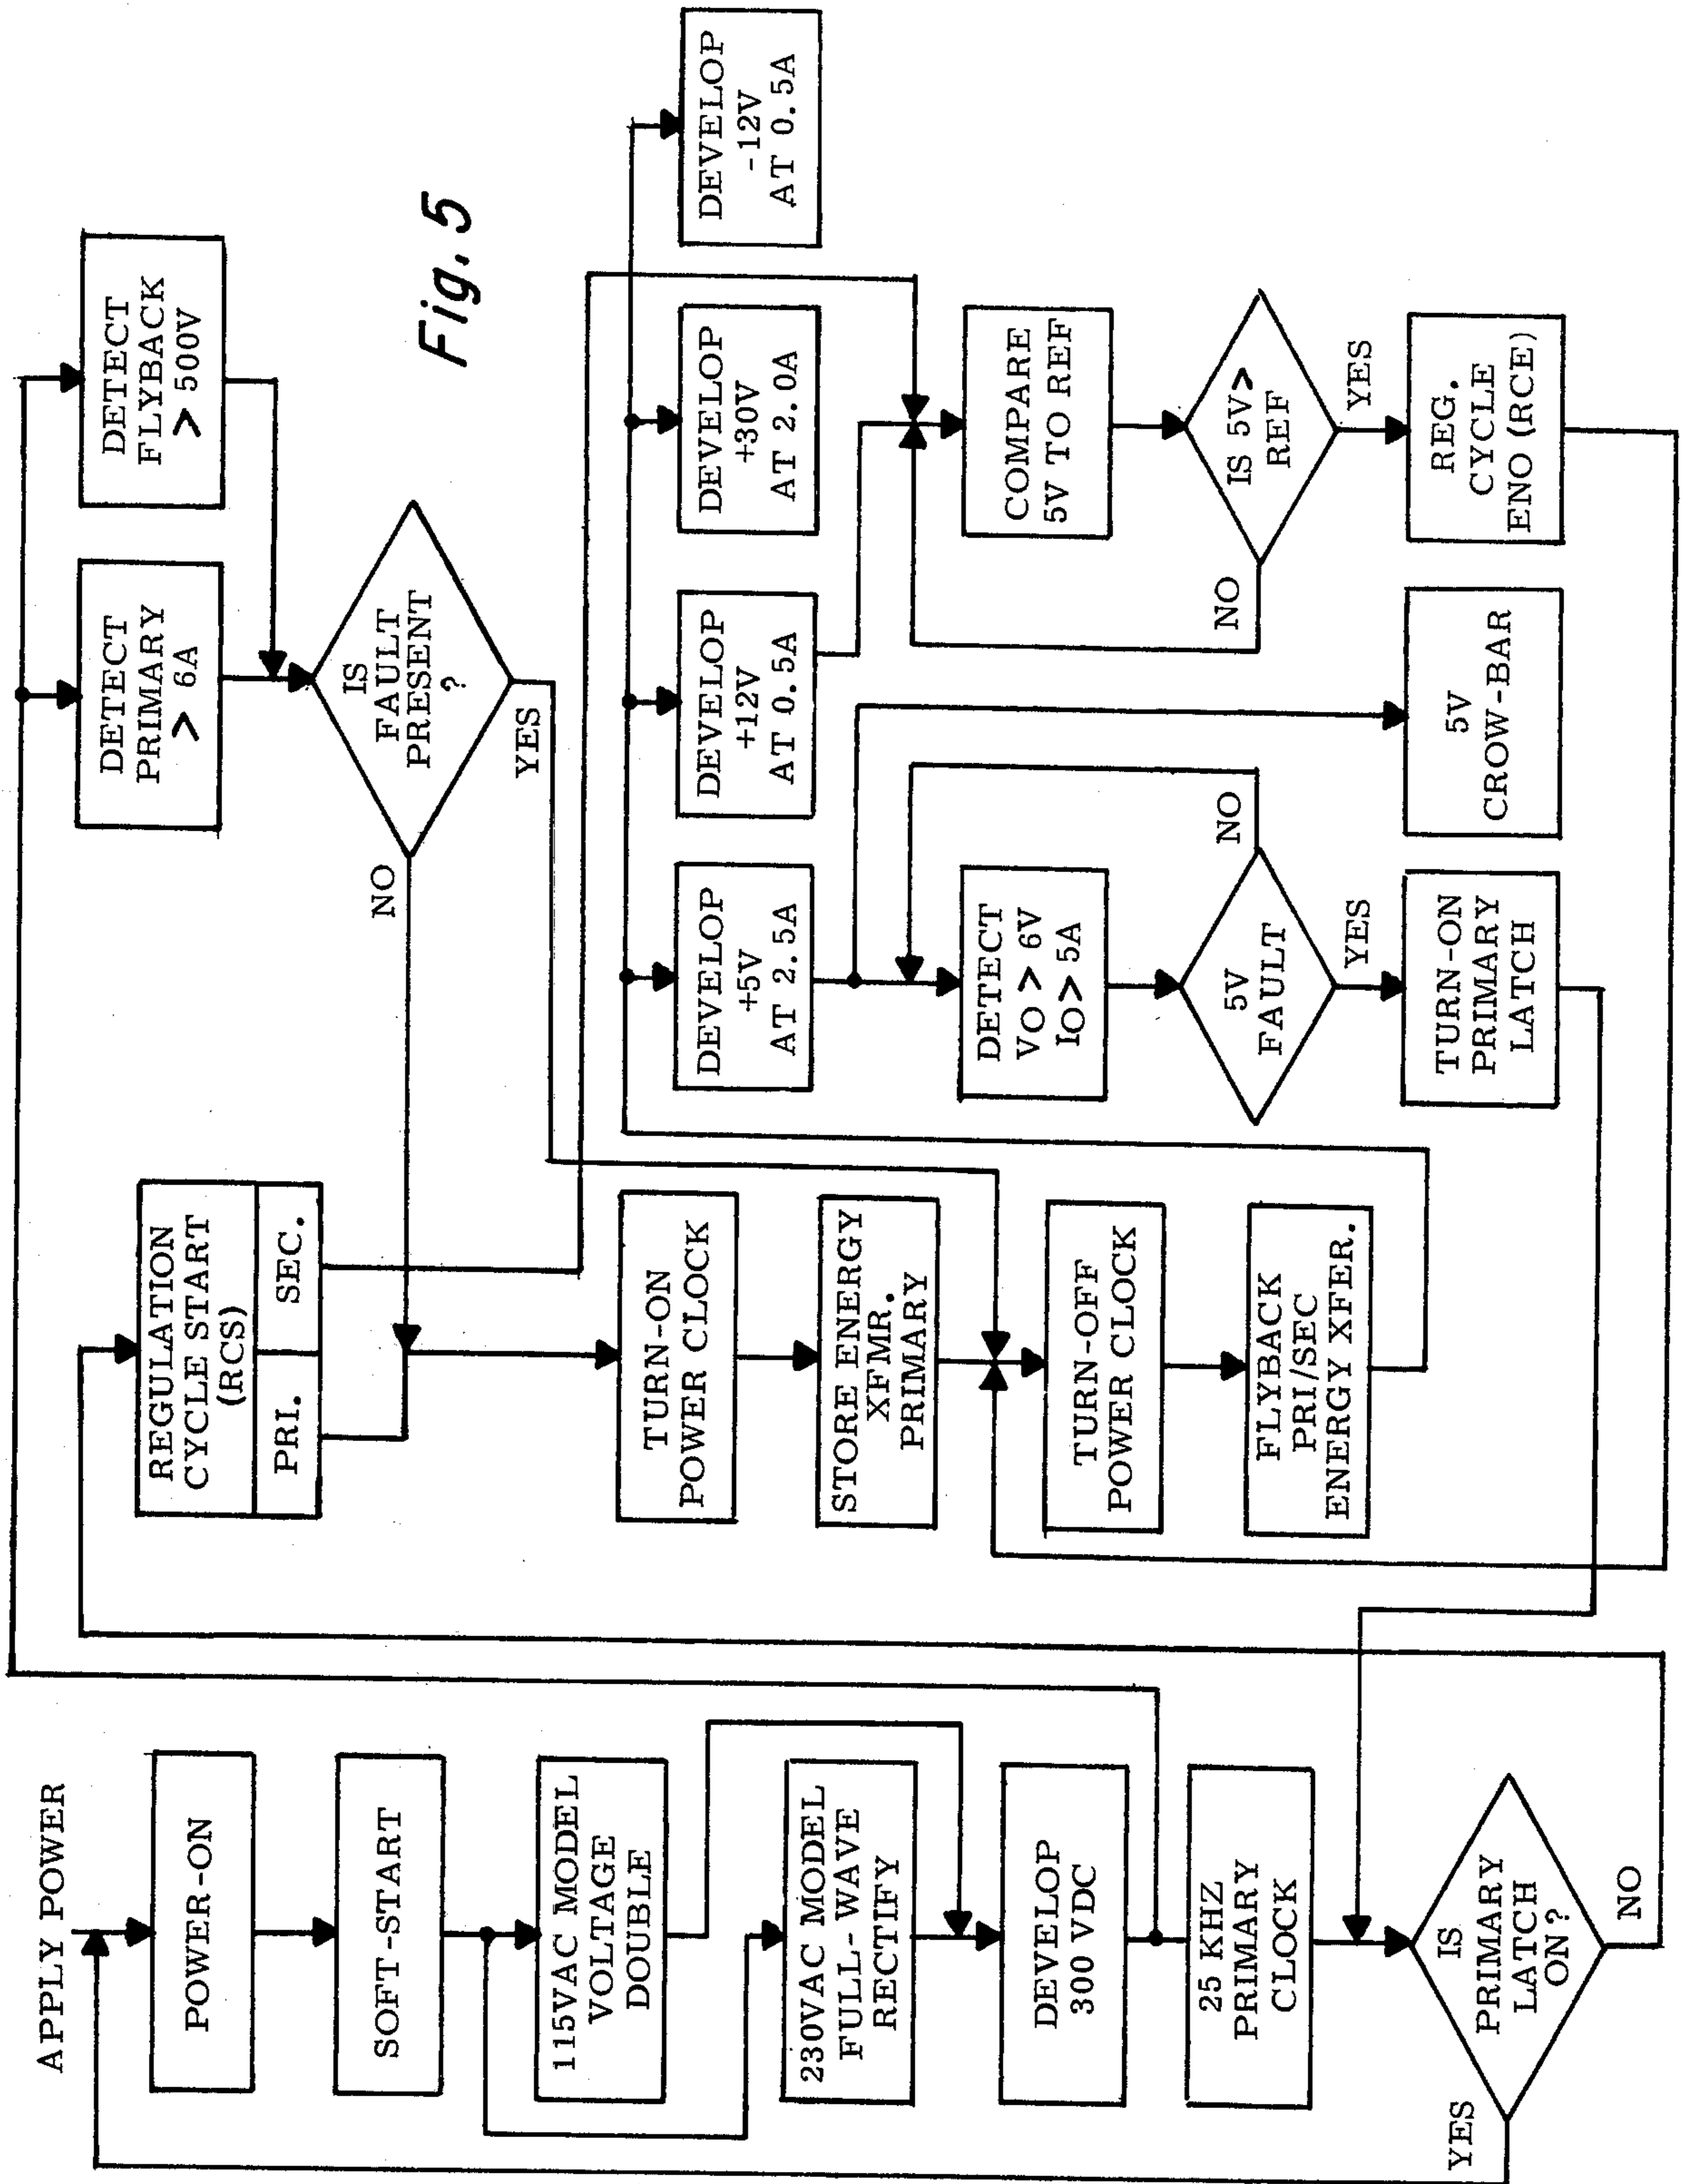 APPLY POWER
POWER-ON
SOFT-START
115VAC MODEL
VOLTAGE
DOUBLE
230VAC MODEL
FULL-WAVE
RECTIFY
DEVELOP
300 VDC
25 KHZ
PRIMARY
CLOCK
IS
PRIMARY
LATCH
ON?
YES
NO
REGULATION
CYCLE START
(RCS)
PRI.
SEC.
TURN-ON
POWER CLOCK
STORE ENERGY
XFMR.
PRIMARY
TURN-OFF
POWER CLOCK
FLYBACK
PRI/SEC
ENERGY XFER.
DETECT
PRIMARY
> 6A
DETECT
FLYBACK
> 500V
IS
FAULT
PRESENT
?
NO
YES
Fig. 5
DEVELOP
+5V
AT 2.5A
DEVELOP
+12V
AT 0.5A
DEVELOP
+30V
AT 2.0A
DEVELOP
-12V
AT 0.5A
DETECT
VO > 6V
IO > 5A
5V
FAULT
NO
YES
TURN-ON
PRIMARY
LATCH
5V
CROW-BAR
COMPARE
5V TO REF
IS 5V>
REF
NO
YES
REG.
CYCLE
ENO (RCE)